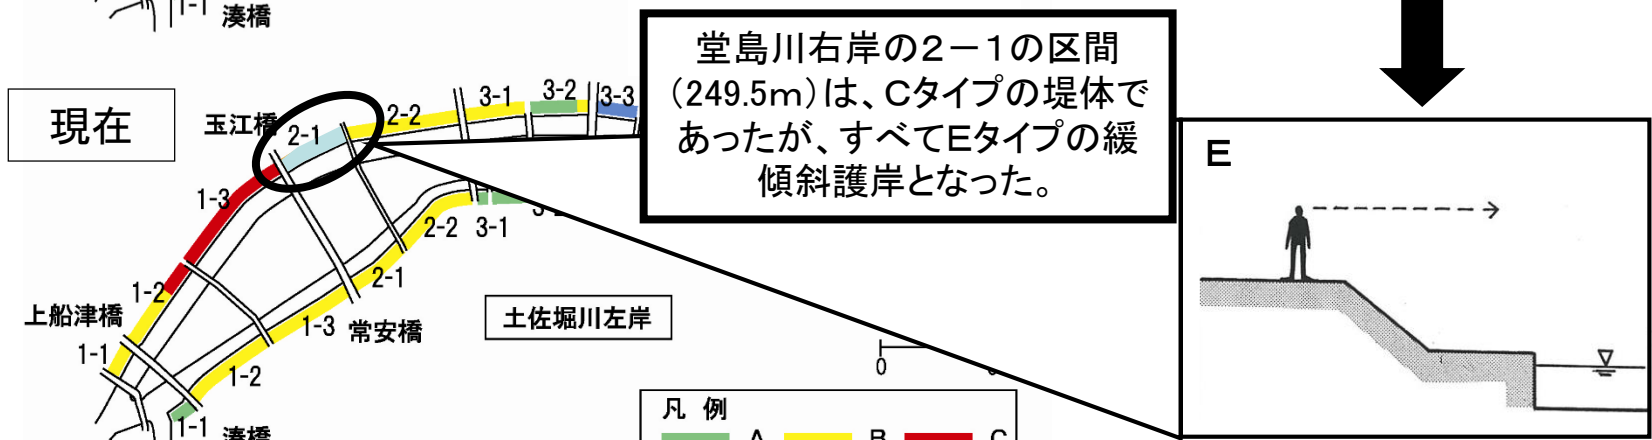 1-1
湊橋
現在
堂島川右岸の2-1の区間
(249.5m)は、Cタイプの堤体で
あったが、すべてEタイプの緩
傾斜護岸となった。
玉江橋
2-1
2-2
3-1
3-2
3-3
E
1-3
2-2
3-1
2-1
1-2
上船津橋
1-3
常安橋
土佐堀川左岸
1-1
1-2
0
1-1
湊橋
凡 例
A
B
C